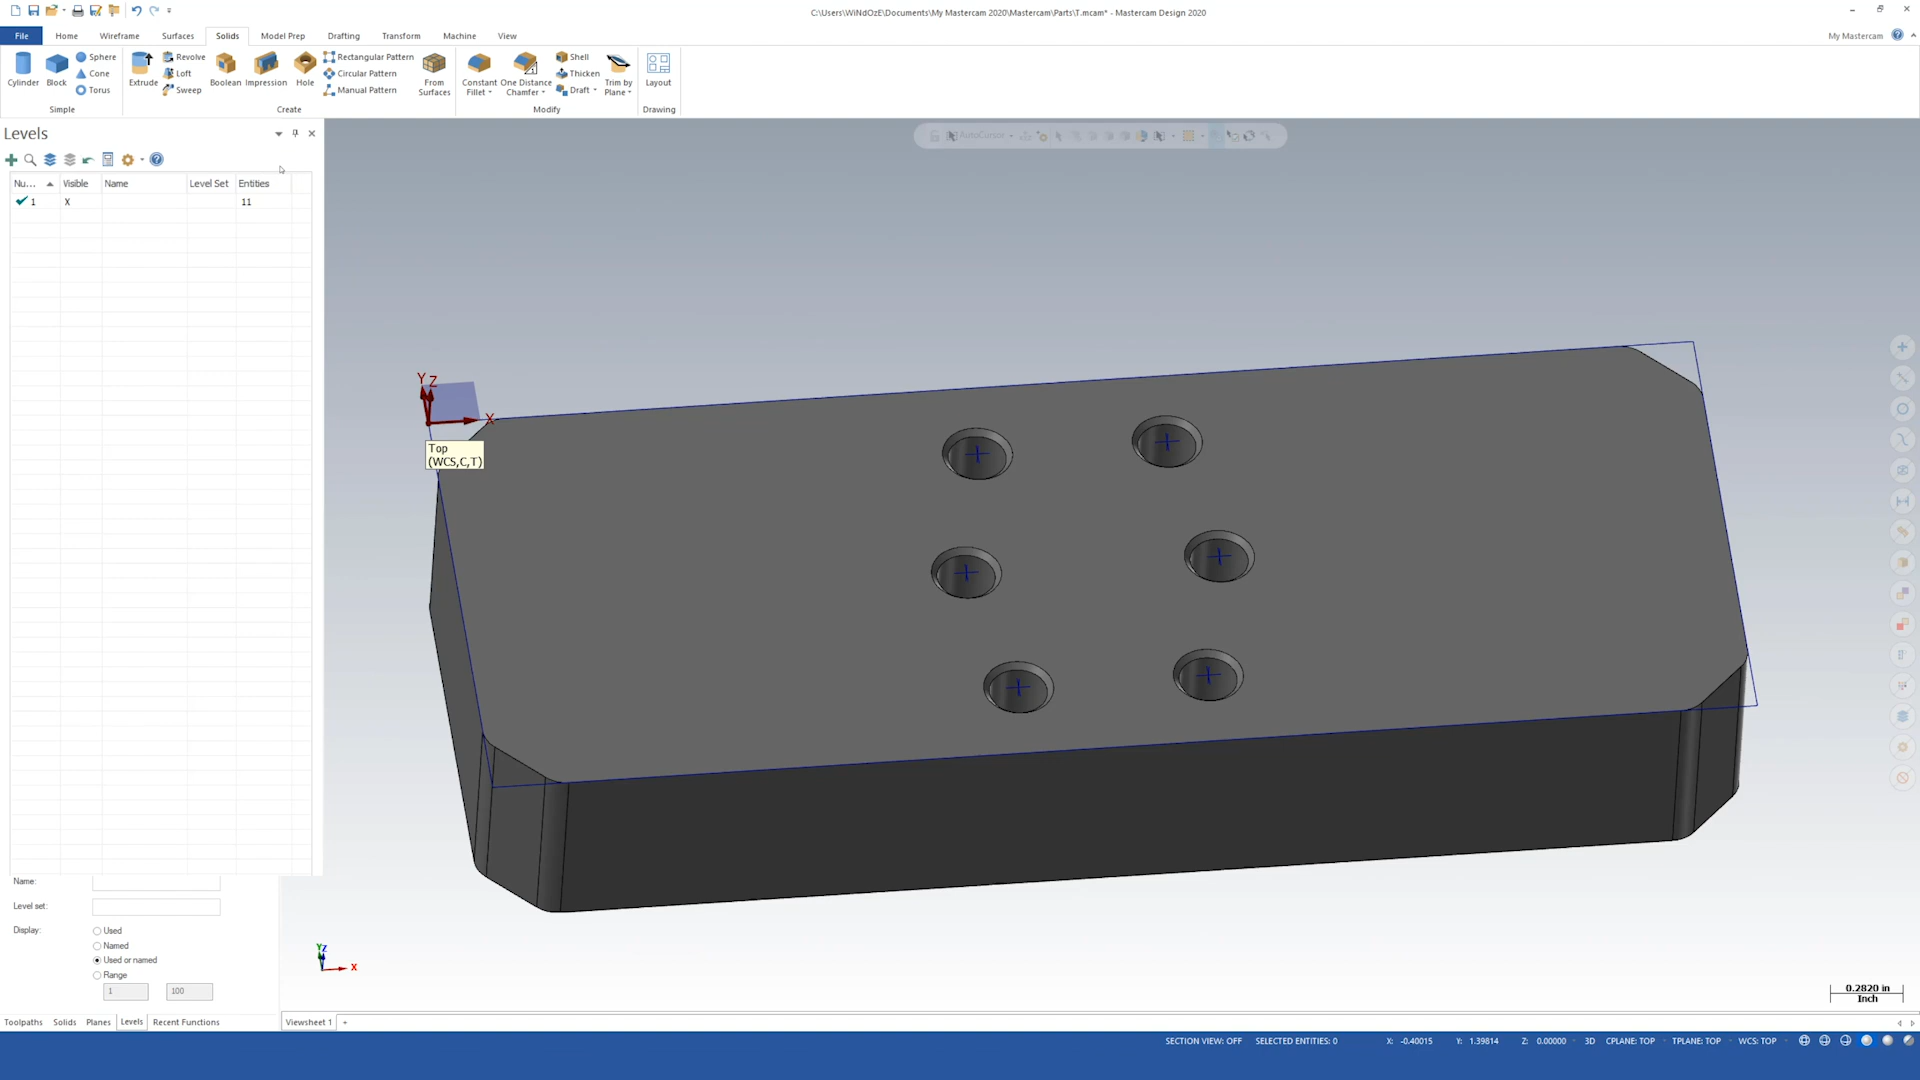 C:\Users\WiNdOzE\Documents\My Mastercam 2020\Mastercam\Parts\T.mcam* - Mastercam Design 2020
File Home Wireframe Surfaces Solids Model Prep Drafting Transform Machine View My Mastercam
Cylinder Block Sphere Cone Torus
Simple
Extrude Revolve Loft Sweep Boolean Impression Hole Rectangular Pattern Circular Pattern Manual Pattern From Surfaces
Create
Constant Fillet One Distance Chamfer Shell Thicken Draft Trim by Plane
Modify
Layout
Drawing
Levels
AutoCursor
Nu... Visible Name Level Set Entities
1 X 11
Y Z X
Top
(WCS,C,T)
Name:
Level set:
Display: Used
Named
Used or named
Range
1 100
Y Z X
0.2820 in
Inch
Toolpaths Solids Planes Levels Recent Functions Viewsheet 1 +
SECTION VIEW: OFF SELECTED ENTITIES: 0 X: -0.40015 Y: 1.39814 Z: 0.00000 3D CPLANE: TOP TPLANE: TOP WCS: TOP